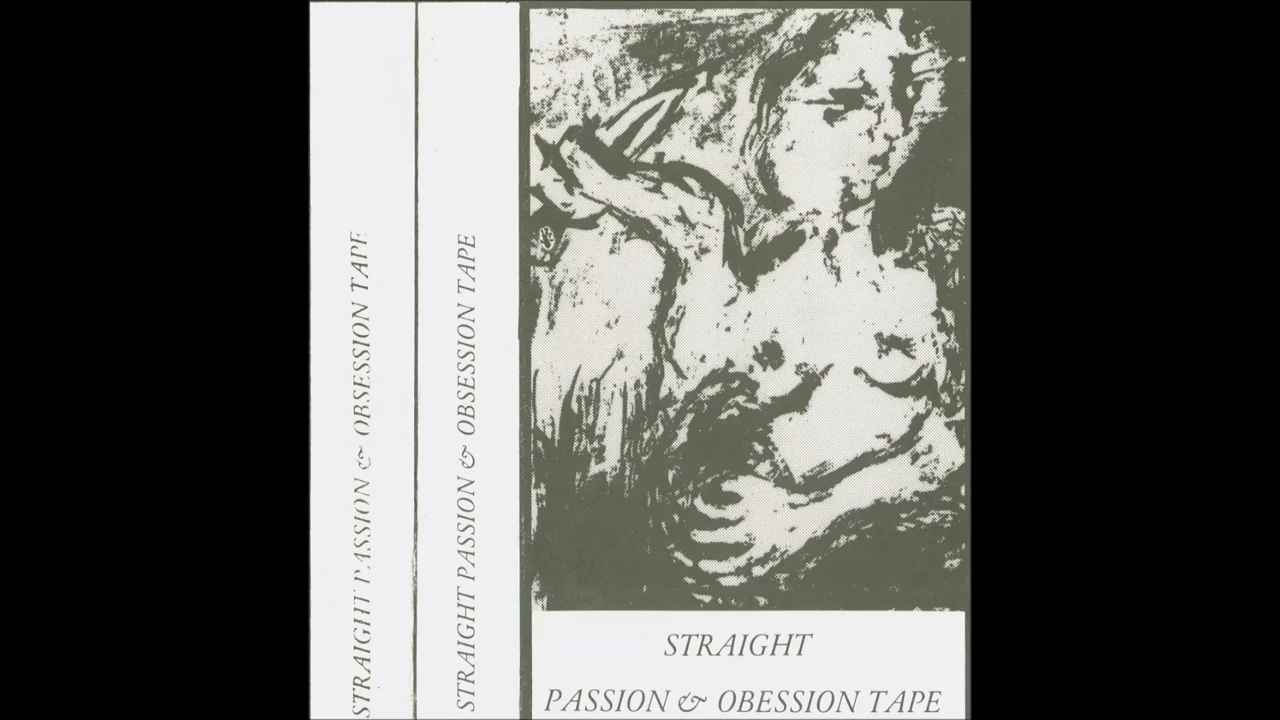 STRAIGHT PASSION & OBSESSION TAPE
STRAIGHT PASSION & OBSESSION TAPE
STRAIGHT
PASSION & OBESSION TAPE